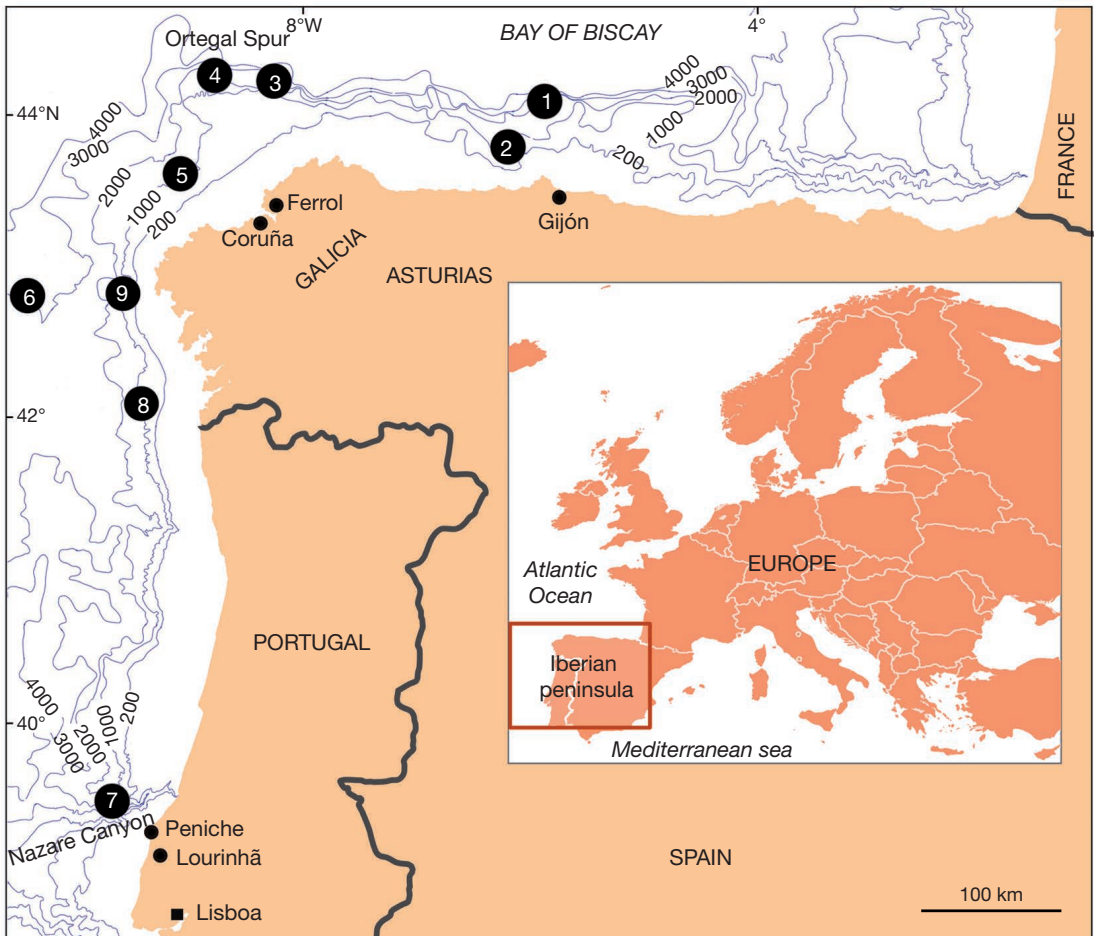 8°W
4°
Ortegal Spur
BAY OF BISCAY
4
3
4000
3000
2000
1
44°N
4000
1000
3000
2
200
FRANCE
5
2000
1000
200
Ferrol
Gijón
Coruña
GALICIA
ASTURIAS
6
9
8
42°
EUROPE
Atlantic
Ocean
PORTUGAL
Iberian
peninsula
4000
3000
2000
1000
200
40°
Mediterranean sea
7
Nazare Canyon
Peniche
Lourinhã
SPAIN
100 km
Lisboa